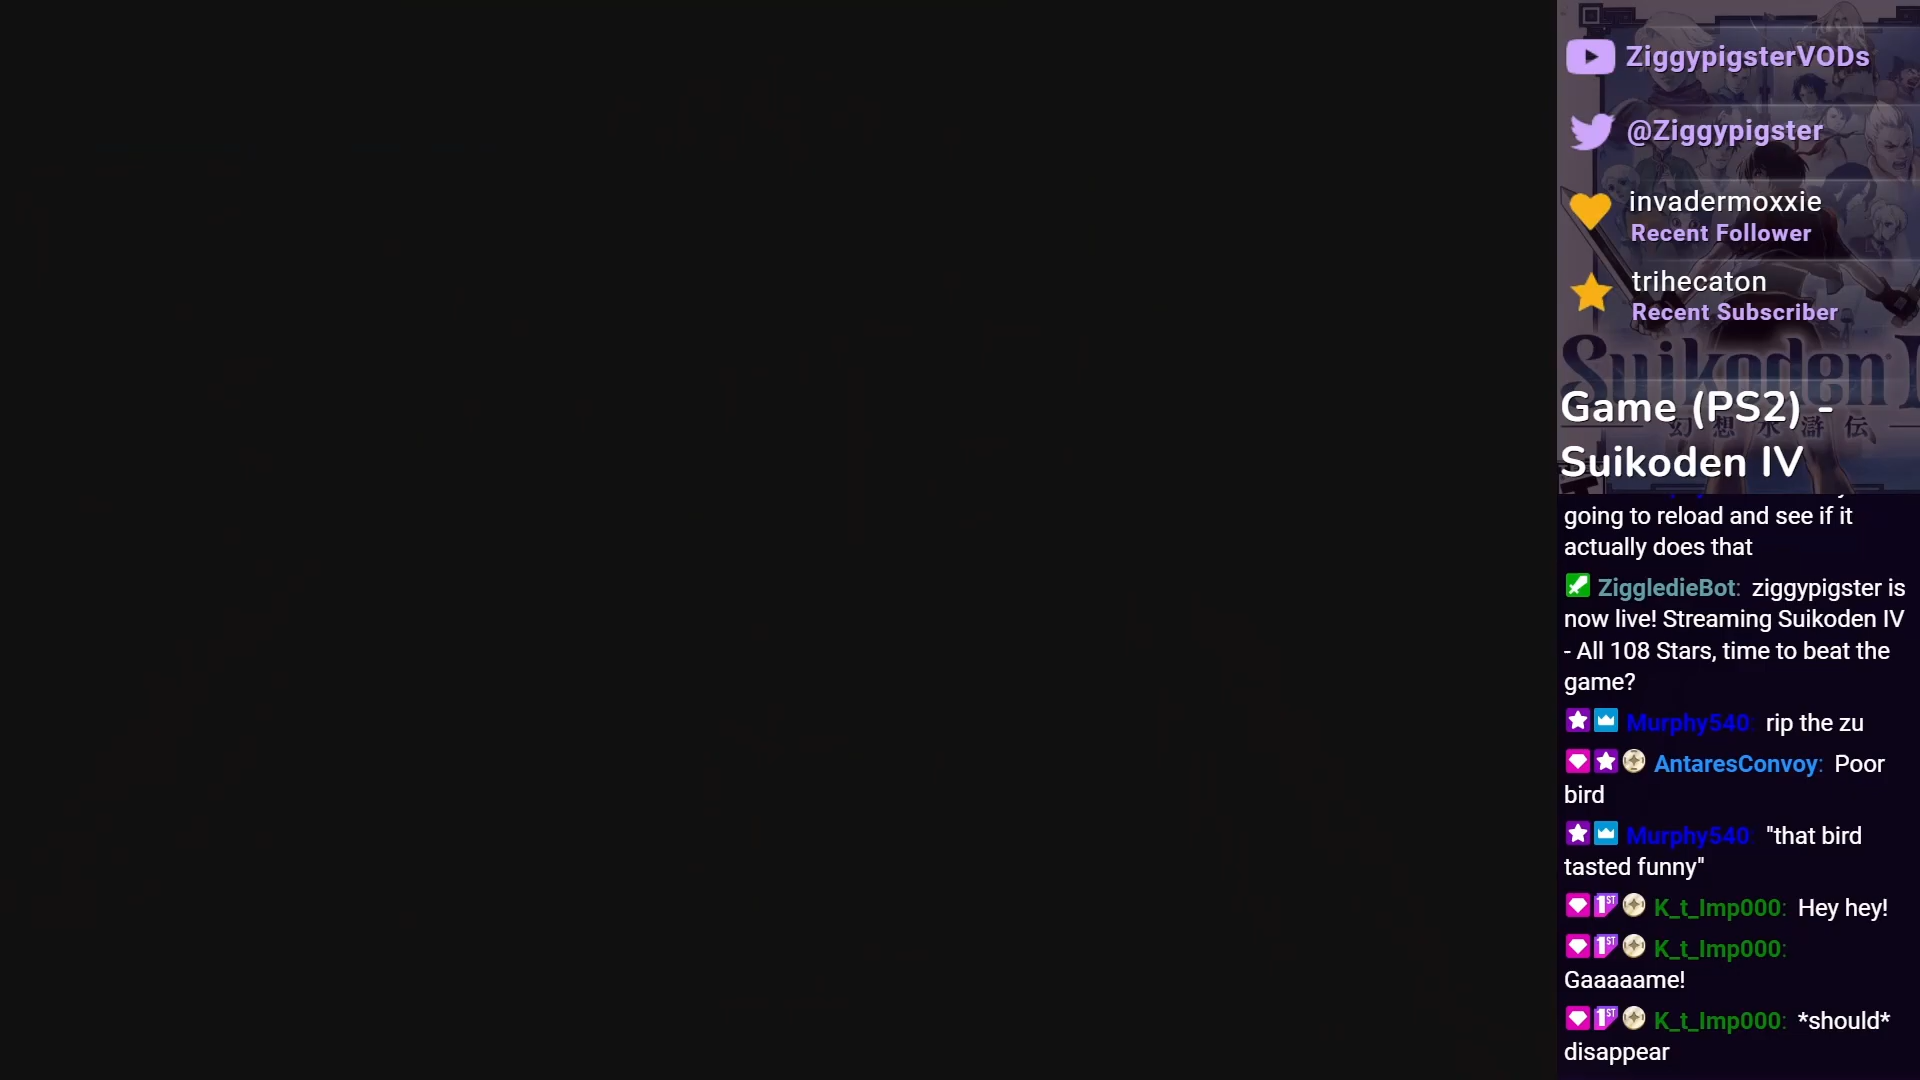 ZiggypigsterVODs
@Ziggypigster
invadermoxxie
Recent Follower
trihecaton
Recent Subscriber
Suikoden I
Game (PS2) -
幻想水滸伝
Suikoden IV
going to reload and see if it
actually does that
ZiggledieBot: ziggypigster is
now live! Streaming Suikoden IV
- All 108 Stars, time to beat the
game?
Murphy540: rip the zu
AntaresConvoy: Poor
bird
Murphy540: "that bird
tasted funny"
1ST K_t_Imp000: Hey hey!
1ST K_t_Imp000:
Gaaaaame!
1ST K_t_Imp000: *should*
disappear